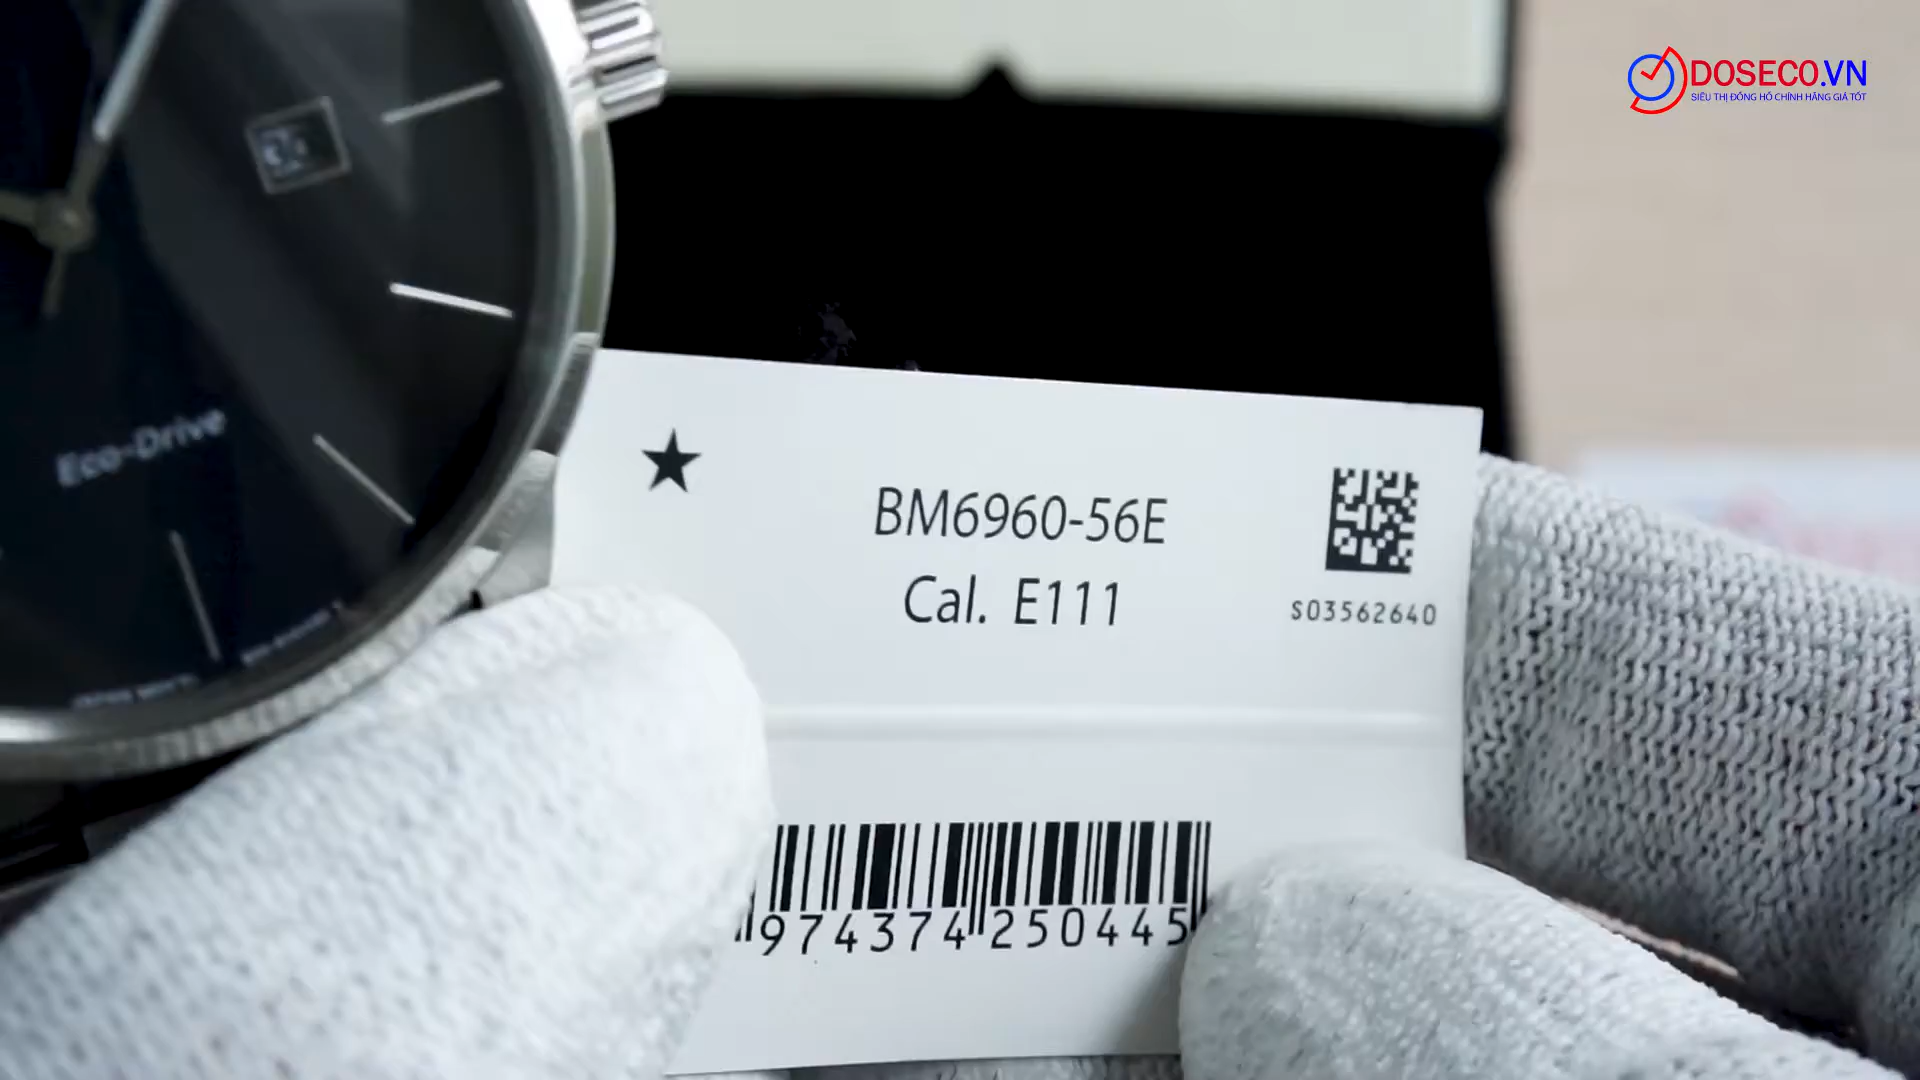 DOSECO.VN
SIÊU THỊ ĐỒNG HỒ CHÍNH HÃNG GIÁ TỐT
Eco-Drive
BM6960-56E
Cal. E111
S03562640
974374 250445